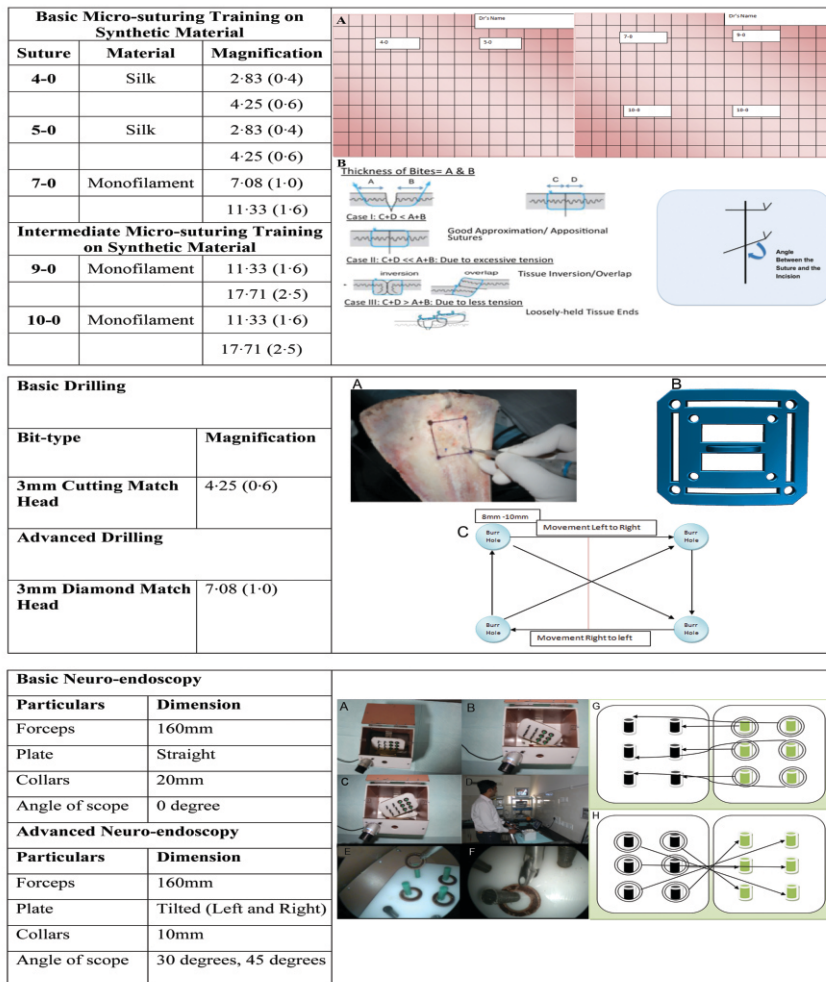 Basic Micro-suturing Training on
Synthetic Material
Suture Material Magnification
4-0 Silk 2·83 (0·4)
4·25 (0·6)
5-0 Silk 2·83 (0·4)
4·25 (0·6)
7-0 Monofilament 7·08 (1·0)
11·33 (1·6)
Intermediate Micro-suturing Training
on Synthetic Material
9-0 Monofilament 11·33 (1·6)
17·71 (2·5)
10-0 Monofilament 11·33 (1·6)
17·71 (2·5)
A
Dr's Name
4-0
5-0
Dr's Name
7-0
9-0
10-0
10-0
B
Thickness of Bites= A & B
A B
C D
Case I: C+D < A+B
Good Approximation/ Appositional
Sutures
Case II: C+D << A+B: Due to excessive tension
inversion overlap
Tissue Inversion/Overlap
Case III: C+D > A+B: Due to less tension
Loosely-held Tissue Ends
Angle
Between the
Suture and the
Incision
Basic Drilling
Bit-type Magnification
3mm Cutting Match
Head
4·25 (0·6)
Advanced Drilling
3mm Diamond Match
Head
7·08 (1·0)
A
B
C
8mm -10mm
Movement Left to Right
Burr
Hole
Burr
Hole
Burr
Hole
Burr
Hole
Movement Right to left
Basic Neuro-endoscopy
Particulars Dimension
Forceps 160mm
Plate Straight
Collars 20mm
Angle of scope 0 degree
Advanced Neuro-endoscopy
Particulars Dimension
Forceps 160mm
Plate Tilted (Left and Right)
Collars 10mm
Angle of scope 30 degrees, 45 degrees
A
B
C
D
E
F
G
H